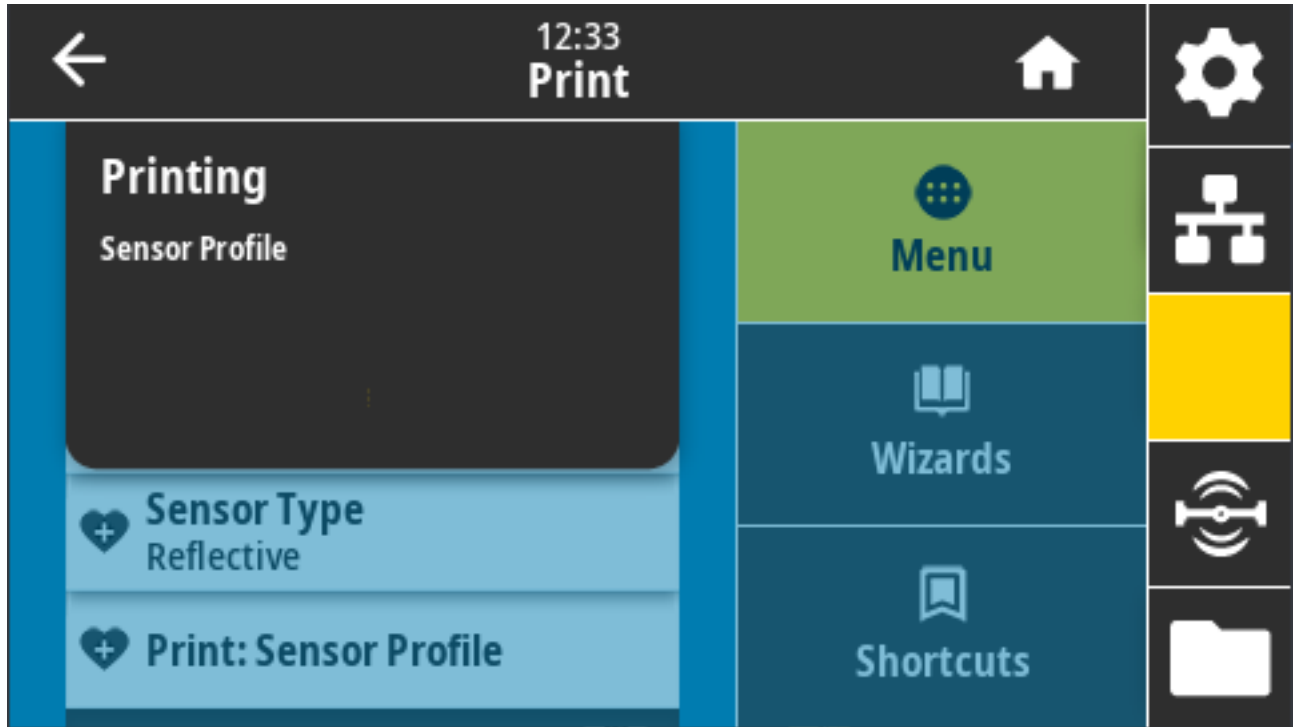 12:33
Print
Printing
Sensor Profile
Sensor Type
Reflective
Print: Sensor Profile
Menu
Wizards
Shortcuts